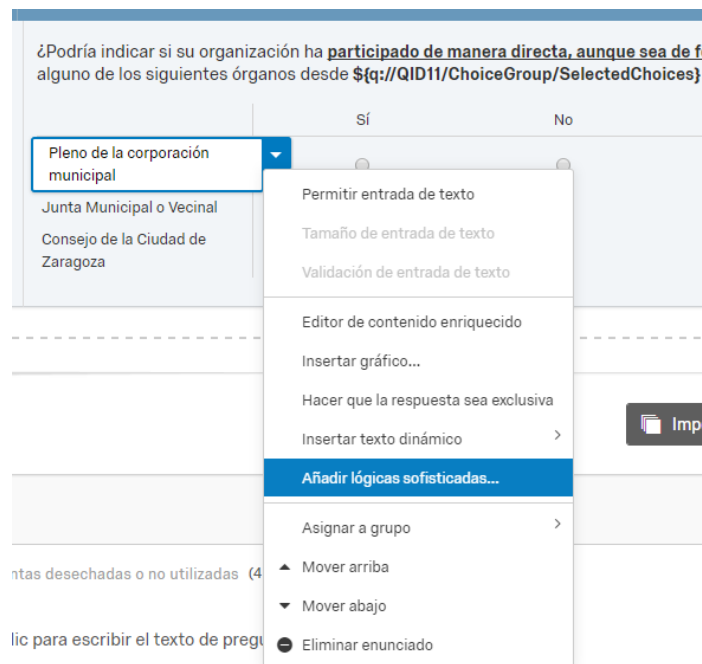 ¿Podría indicar si su organización ha participado de manera directa, aunque sea de f
alguno de los siguientes órganos desde ${q://QID11/ChoiceGroup/SelectedChoices}
Sí No
Pleno de la corporación
municipal
Junta Municipal o Vecinal
Consejo de la Ciudad de
Zaragoza
Permitir entrada de texto
Tamaño de entrada de texto
Validación de entrada de texto
Editor de contenido enriquecido
Insertar gráfico...
Hacer que la respuesta sea exclusiva
Insertar texto dinámico
Impo
Añadir lógicas sofisticadas...
Asignar a grupo
ntas desechadas o no utilizadas (4
Mover arriba
Mover abajo
lic para escribir el texto de pregu
Eliminar enunciado